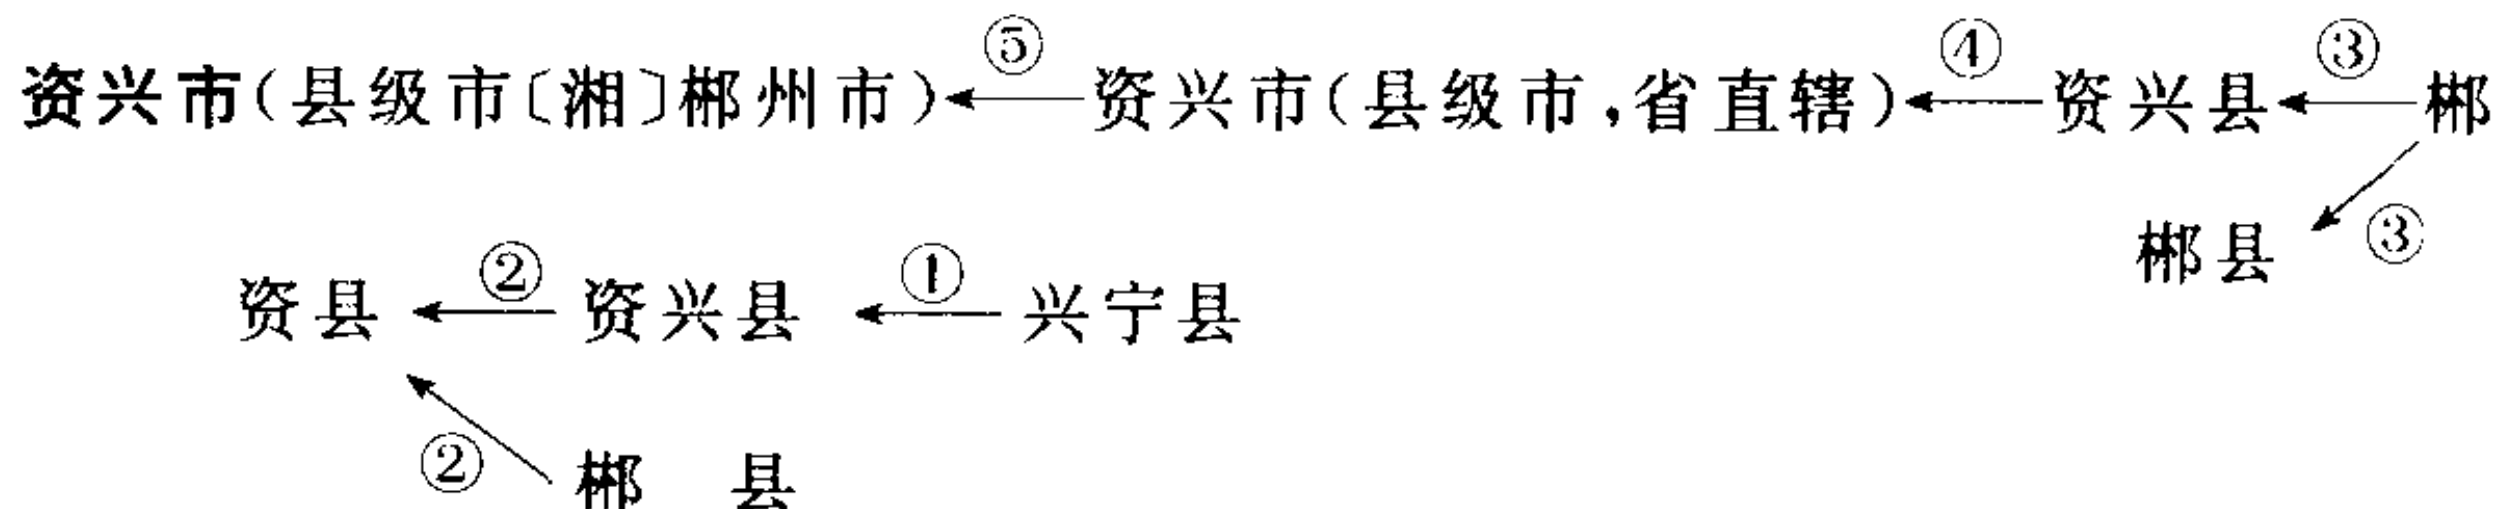 资兴市(县级市〔湘〕郴州市)⑤资兴市(县级市,省直辖)④资兴县③郴
郴县③
资县②资兴县①兴宁县
②郴 县